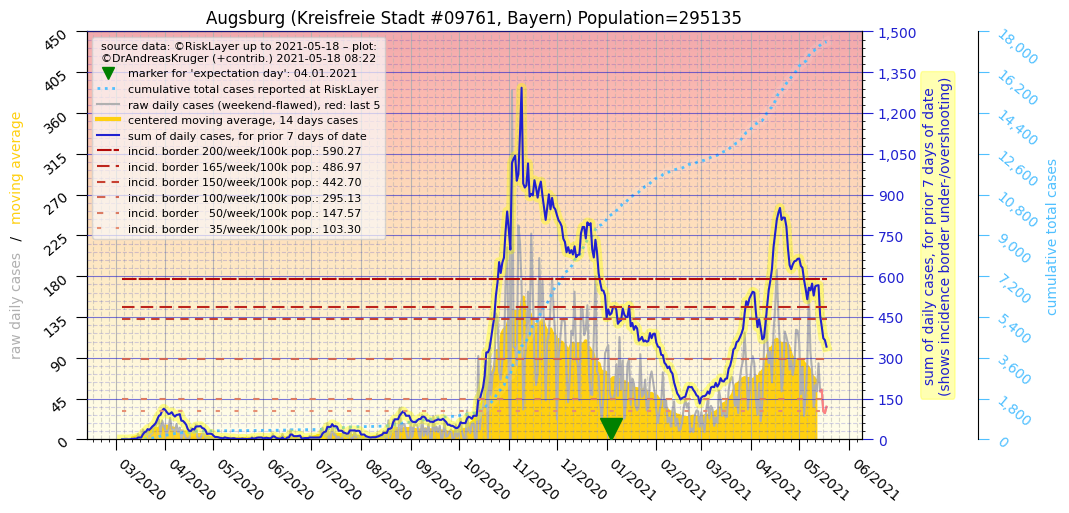 Augsburg (Kreisfreie Stadt #09761, Bayern) Population=295135
source data: ©RiskLayer up to 2021-05-18 – plot:
©DrAndreasKruger (+contrib.) 2021-05-18 08:22
marker for 'expectation day': 04.01.2021
cumulative total cases reported at RiskLayer
raw daily cases (weekend-flawed), red: last 5
centered moving average, 14 days cases
sum of daily cases, for prior 7 days of date
incid. border 200/week/100k pop.: 590.27
incid. border 165/week/100k pop.: 486.97
incid. border 150/week/100k pop.: 442.70
incid. border 100/week/100k pop.: 295.13
incid. border   50/week/100k pop.: 147.57
incid. border   35/week/100k pop.: 103.30
raw daily cases  /  moving average
450
405
360
315
270
225
180
135
90
45
0
03/2020
04/2020
05/2020
06/2020
07/2020
08/2020
09/2020
10/2020
11/2020
12/2020
01/2021
02/2021
03/2021
04/2021
05/2021
06/2021
1,500
1,350
1,200
1,050
900
750
600
450
300
150
0
sum of daily cases, for prior 7 days of date
(shows incidence border under-/overshooting)
18,000
16,200
14,400
12,600
10,800
9,000
7,200
5,400
3,600
1,800
0
cumulative total cases